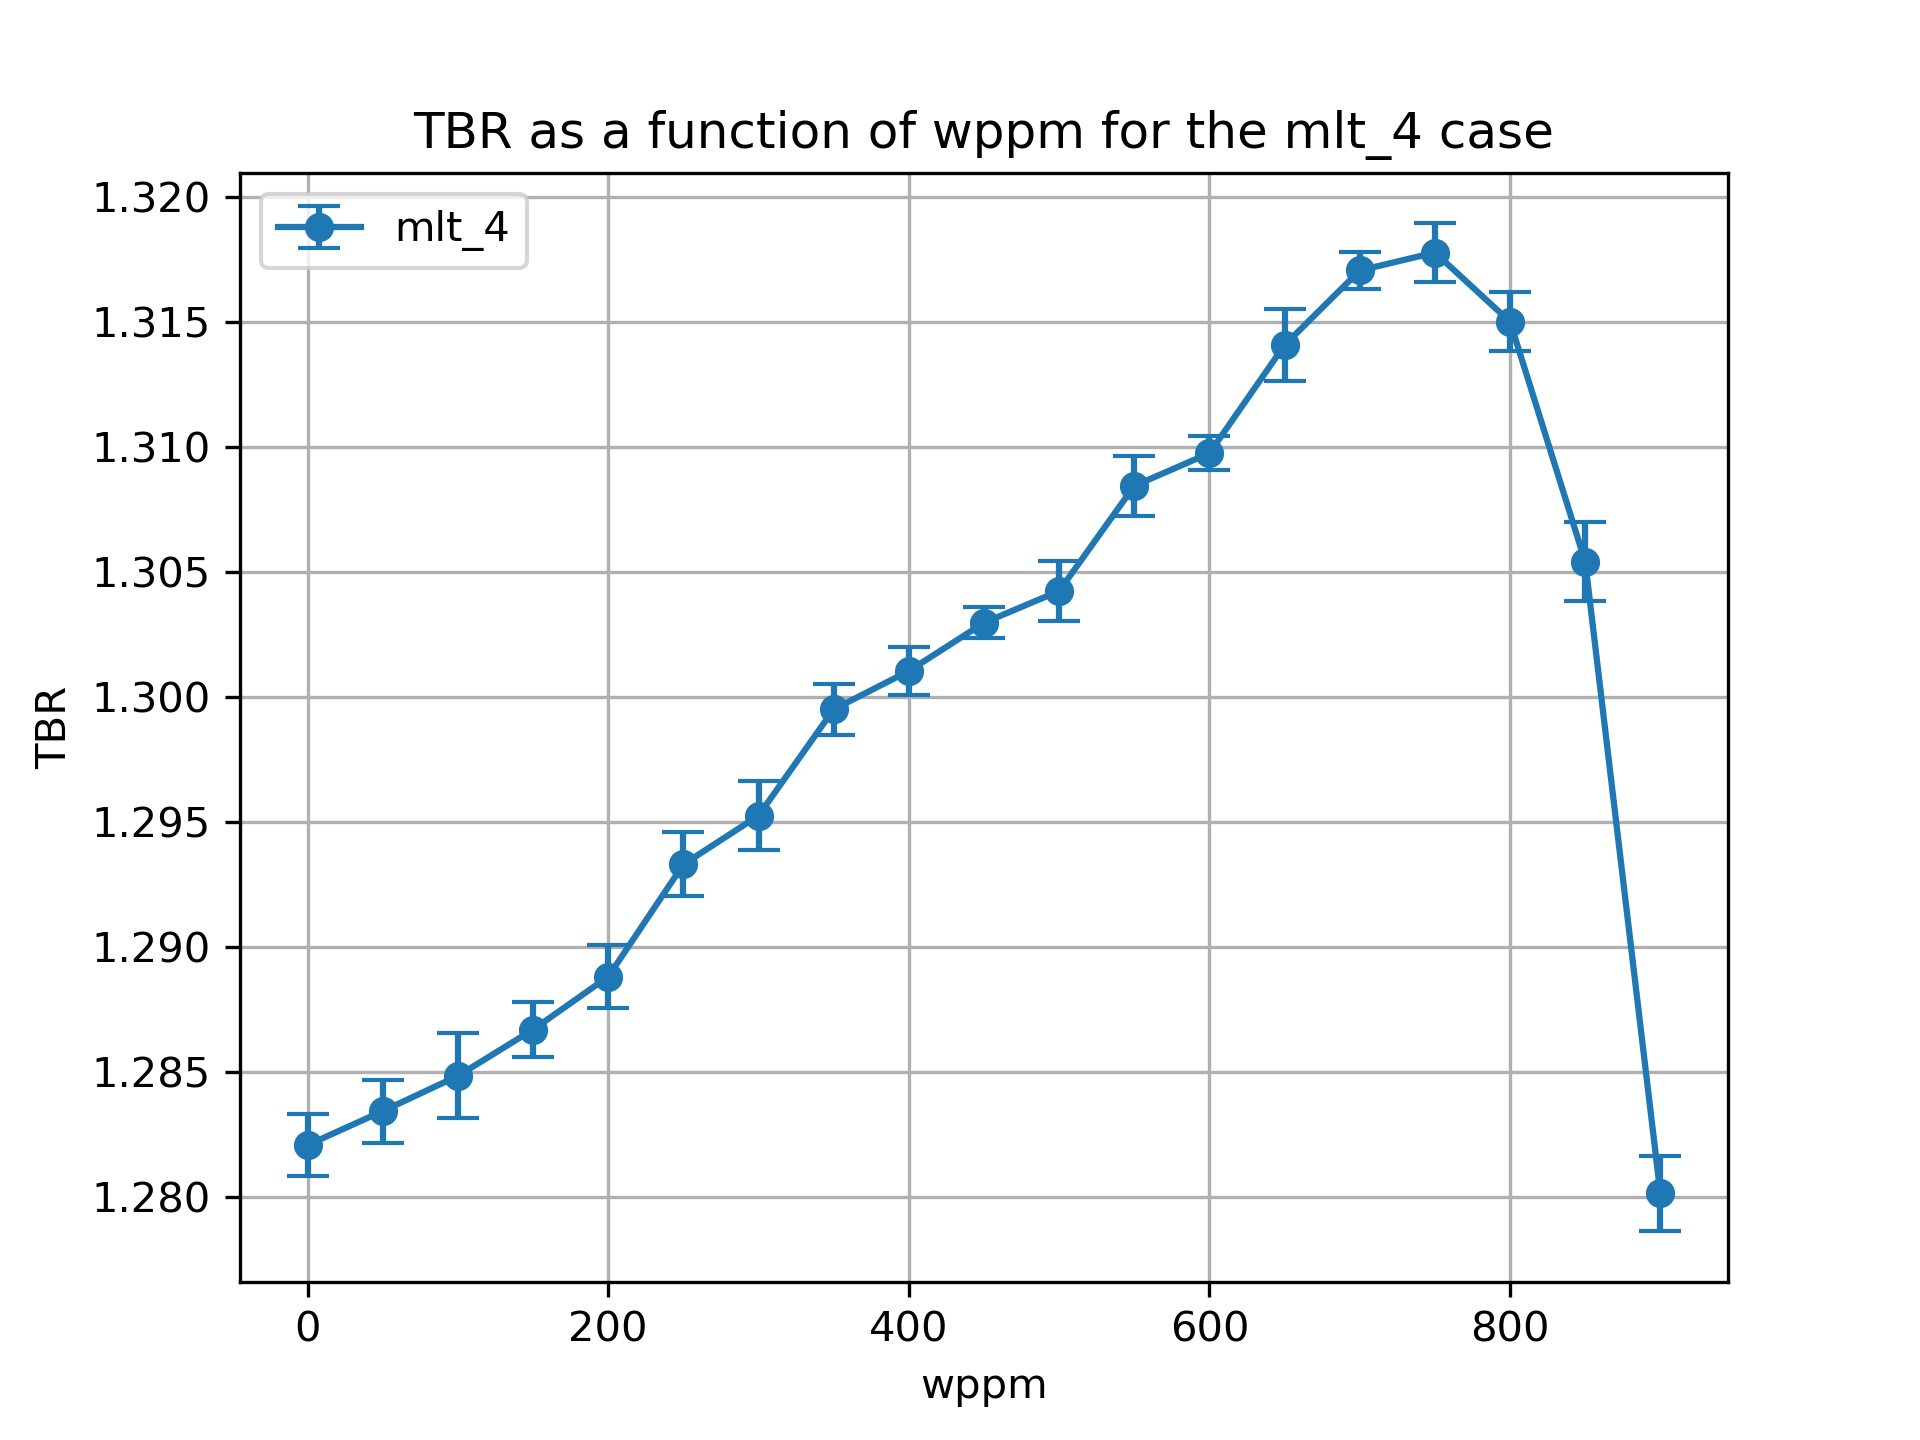 TBR as a function of wppm for the mlt_4 case
mlt_4
1.320
1.315
1.310
1.305
1.300
1.295
1.290
1.285
1.280
TBR
0 200 400 600 800
wppm